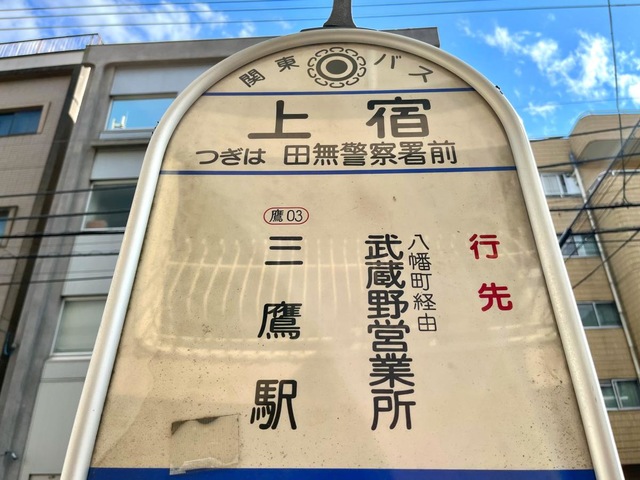 関東バス
上宿
つぎは 田無警察署前
行先
八幡町経由
武蔵野営業所
鷹03
三鷹駅